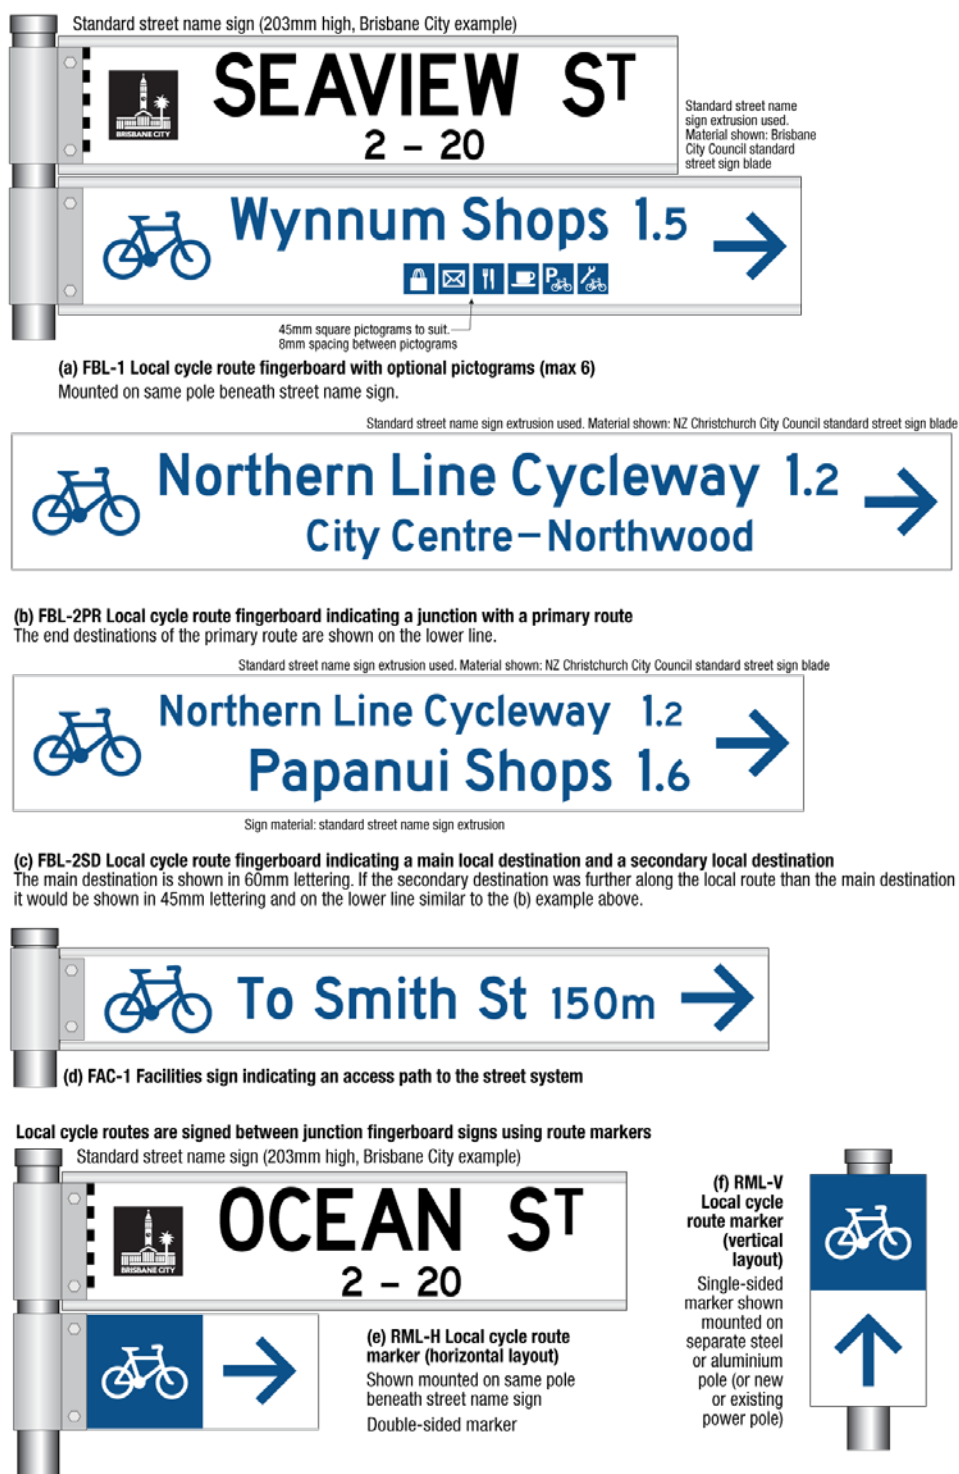 Standard street name sign (203mm high, Brisbane City example)
SEAVIEW ST
2 – 20
BRISBANE CITY
Standard street name
sign extrusion used.
Material shown: Brisbane
City Council standard
street sign blade
Wynnum Shops 1.5
P
45mm square pictograms to suit.
8mm spacing between pictograms
(a) FBL-1 Local cycle route fingerboard with optional pictograms (max 6)
Mounted on same pole beneath street name sign.
Standard street name sign extrusion used. Material shown: NZ Christchurch City Council standard street sign blade
Northern Line Cycleway 1.2
City Centre–Northwood
(b) FBL-2PR Local cycle route fingerboard indicating a junction with a primary route
The end destinations of the primary route are shown on the lower line.
Standard street name sign extrusion used. Material shown: NZ Christchurch City Council standard street sign blade
Northern Line Cycleway 1.2
Papanui Shops 1.6
Sign material: standard street name sign extrusion
(c) FBL-2SD Local cycle route fingerboard indicating a main local destination and a secondary local destination
The main destination is shown in 60mm lettering. If the secondary destination was further along the local route than the main destination
it would be shown in 45mm lettering and on the lower line similar to the (b) example above.
To Smith St 150m
(d) FAC-1 Facilities sign indicating an access path to the street system
Local cycle routes are signed between junction fingerboard signs using route markers
Standard street name sign (203mm high, Brisbane City example)
OCEAN ST
2 – 20
BRISBANE CITY
(e) RML-H Local cycle route
marker (horizontal layout)
Shown mounted on same pole
beneath street name sign
Double-sided marker
(f) RML-V
Local cycle
route marker
(vertical
layout)
Single-sided
marker shown
mounted on
separate steel
or aluminium
pole (or new
or existing
power pole)